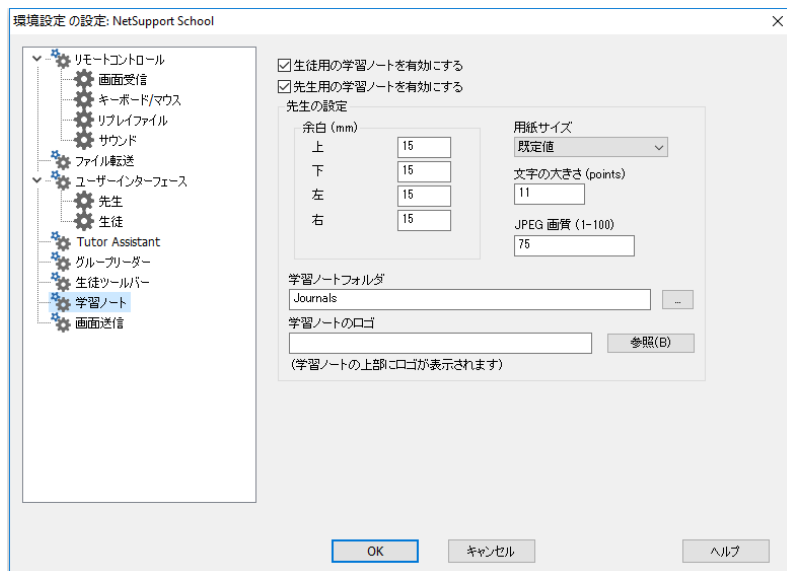 環境設定 の設定: NetSupport School
リモートコントロール
画面受信
キーボード/マウス
リプレイファイル
サウンド
ファイル転送
ユーザーインターフェース
先生
生徒
Tutor Assistant
グループリーダー
生徒ツールバー
学習ノート
画面送信
生徒用の学習ノートを有効にする
先生用の学習ノートを有効にする
先生の設定
余白 (mm)
上 15
下 15
左 15
右 15
用紙サイズ
既定値
文字の大きさ (points)
11
JPEG 画質 (1-100)
75
学習ノートフォルダ
Journals
...
学習ノートのロゴ
参照(B)
(学習ノートの上部にロゴが表示されます)
OK キャンセル ヘルプ